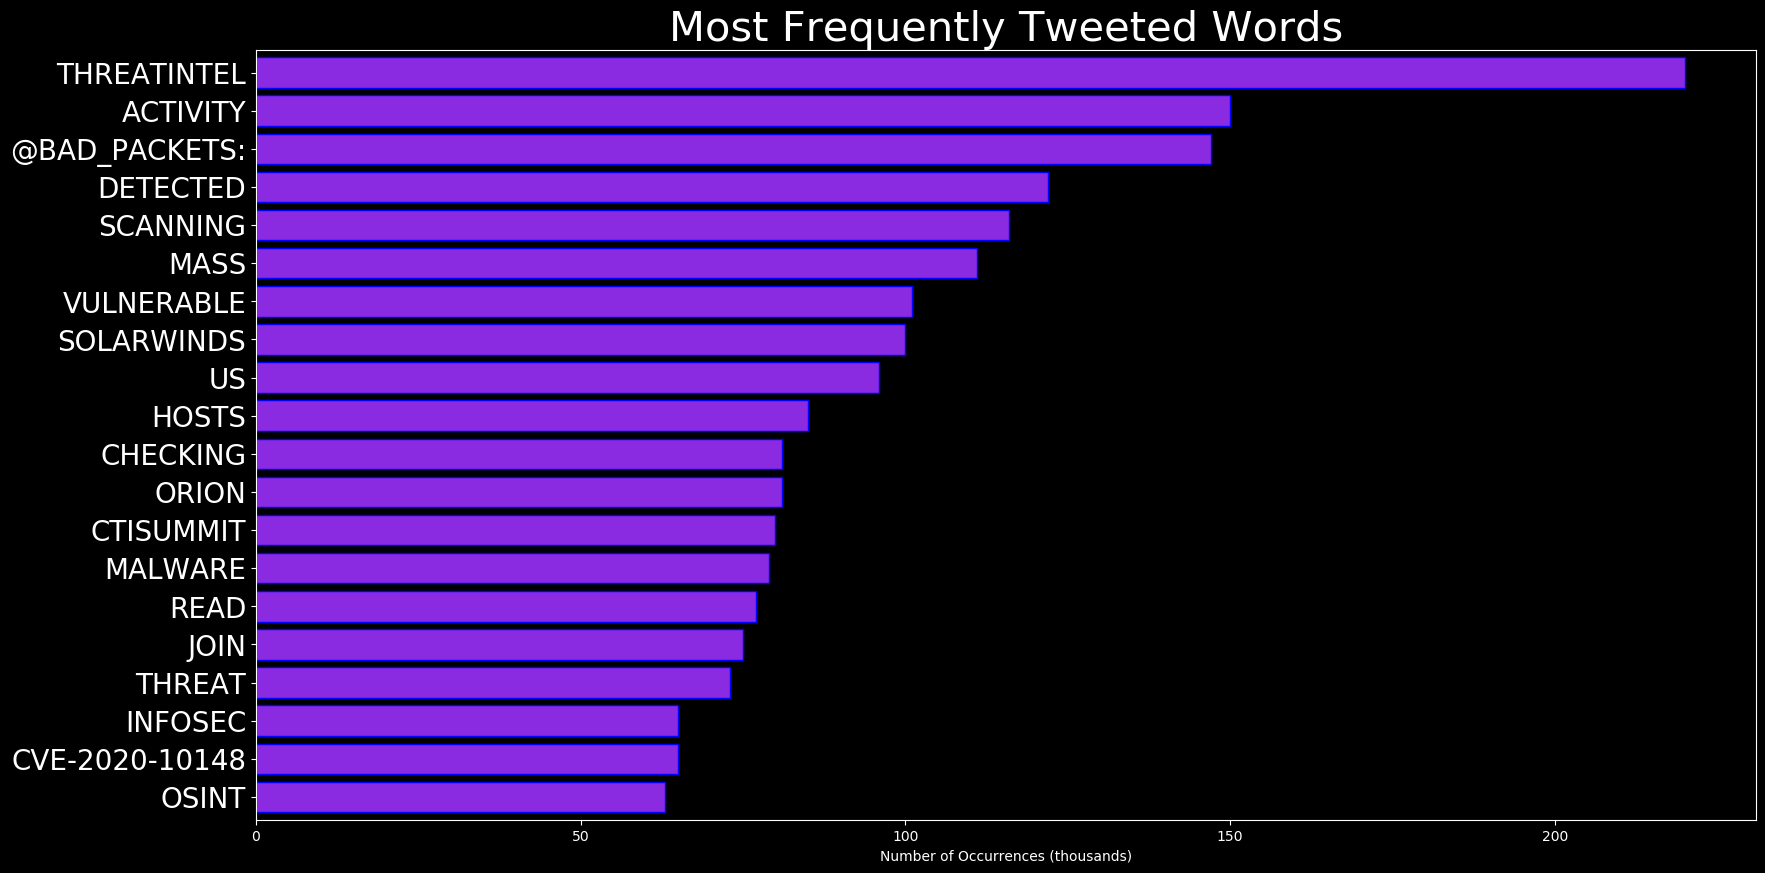 Most Frequently Tweeted Words
THREATINTEL
ACTIVITY
@BAD_PACKETS:
DETECTED
SCANNING
MASS
VULNERABLE
SOLARWINDS
US
HOSTS
CHECKING
ORION
CTISUMMIT
MALWARE
READ
JOIN
THREAT
INFOSEC
CVE-2020-10148
OSINT
0 50 100 150 200
Number of Occurrences (thousands)